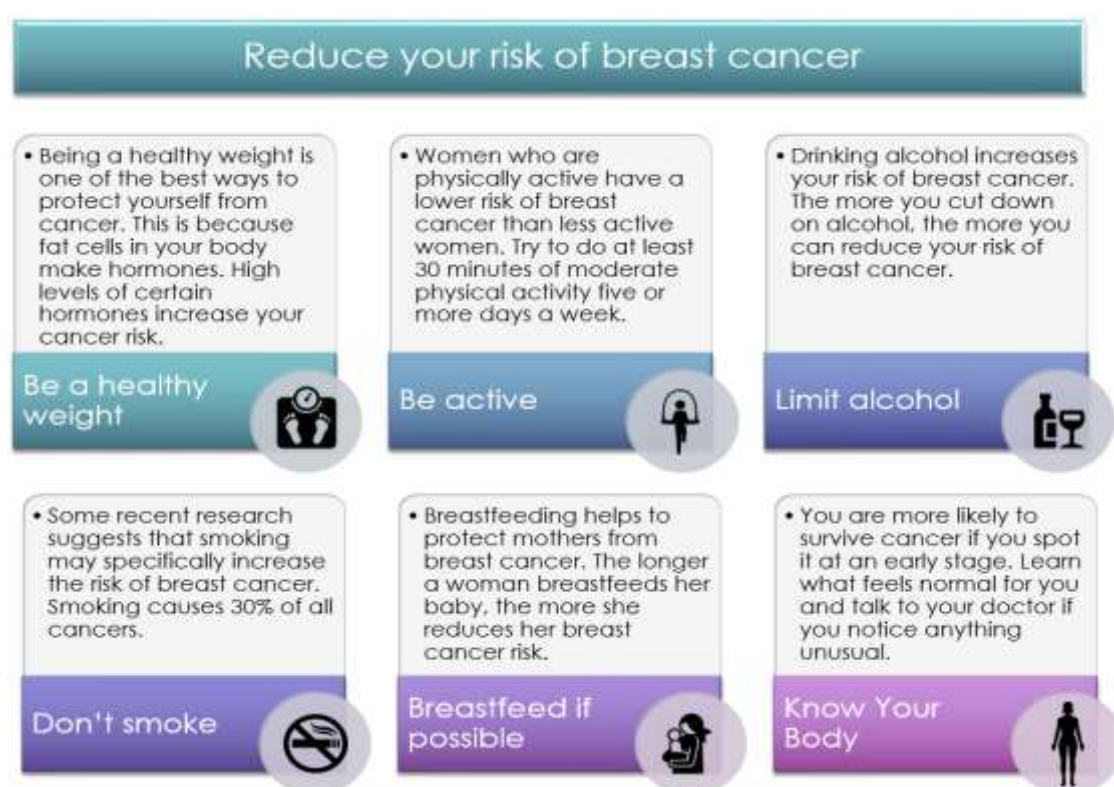 Reduce your risk of breast cancer
• Being a healthy weight is
one of the best ways to
protect yourself from
cancer. This is because
fat cells in your body
make hormones. High
levels of certain
hormones increase your
cancer risk.
Be a healthy
weight
• Women who are
physically active have a
lower risk of breast
cancer than less active
women. Try to do at least
30 minutes of moderate
physical activity five or
more days a week.
Be active
• Drinking alcohol increases
your risk of breast cancer.
The more you cut down
on alcohol, the more you
can reduce your risk of
breast cancer.
Limit alcohol
• Some recent research
suggests that smoking
may specifically increase
the risk of breast cancer.
Smoking causes 30% of all
cancers.
Don't smoke
• Breastfeeding helps to
protect mothers from
breast cancer. The longer
a woman breastfeeds her
baby, the more she
reduces her breast
cancer risk.
Breastfeed if
possible
• You are more likely to
survive cancer if you spot
it at an early stage. Learn
what feels normal for you
and talk to your doctor if
you notice anything
unusual.
Know Your
Body